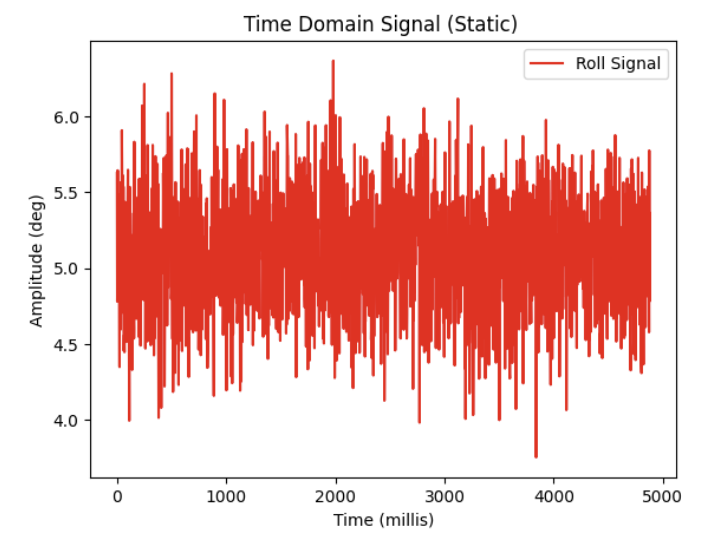 Time Domain Signal (Static)
Roll Signal
6.0
5.5
5.0
4.5
4.0
Amplitude (deg)
0 1000 2000 3000 4000 5000
Time (millis)